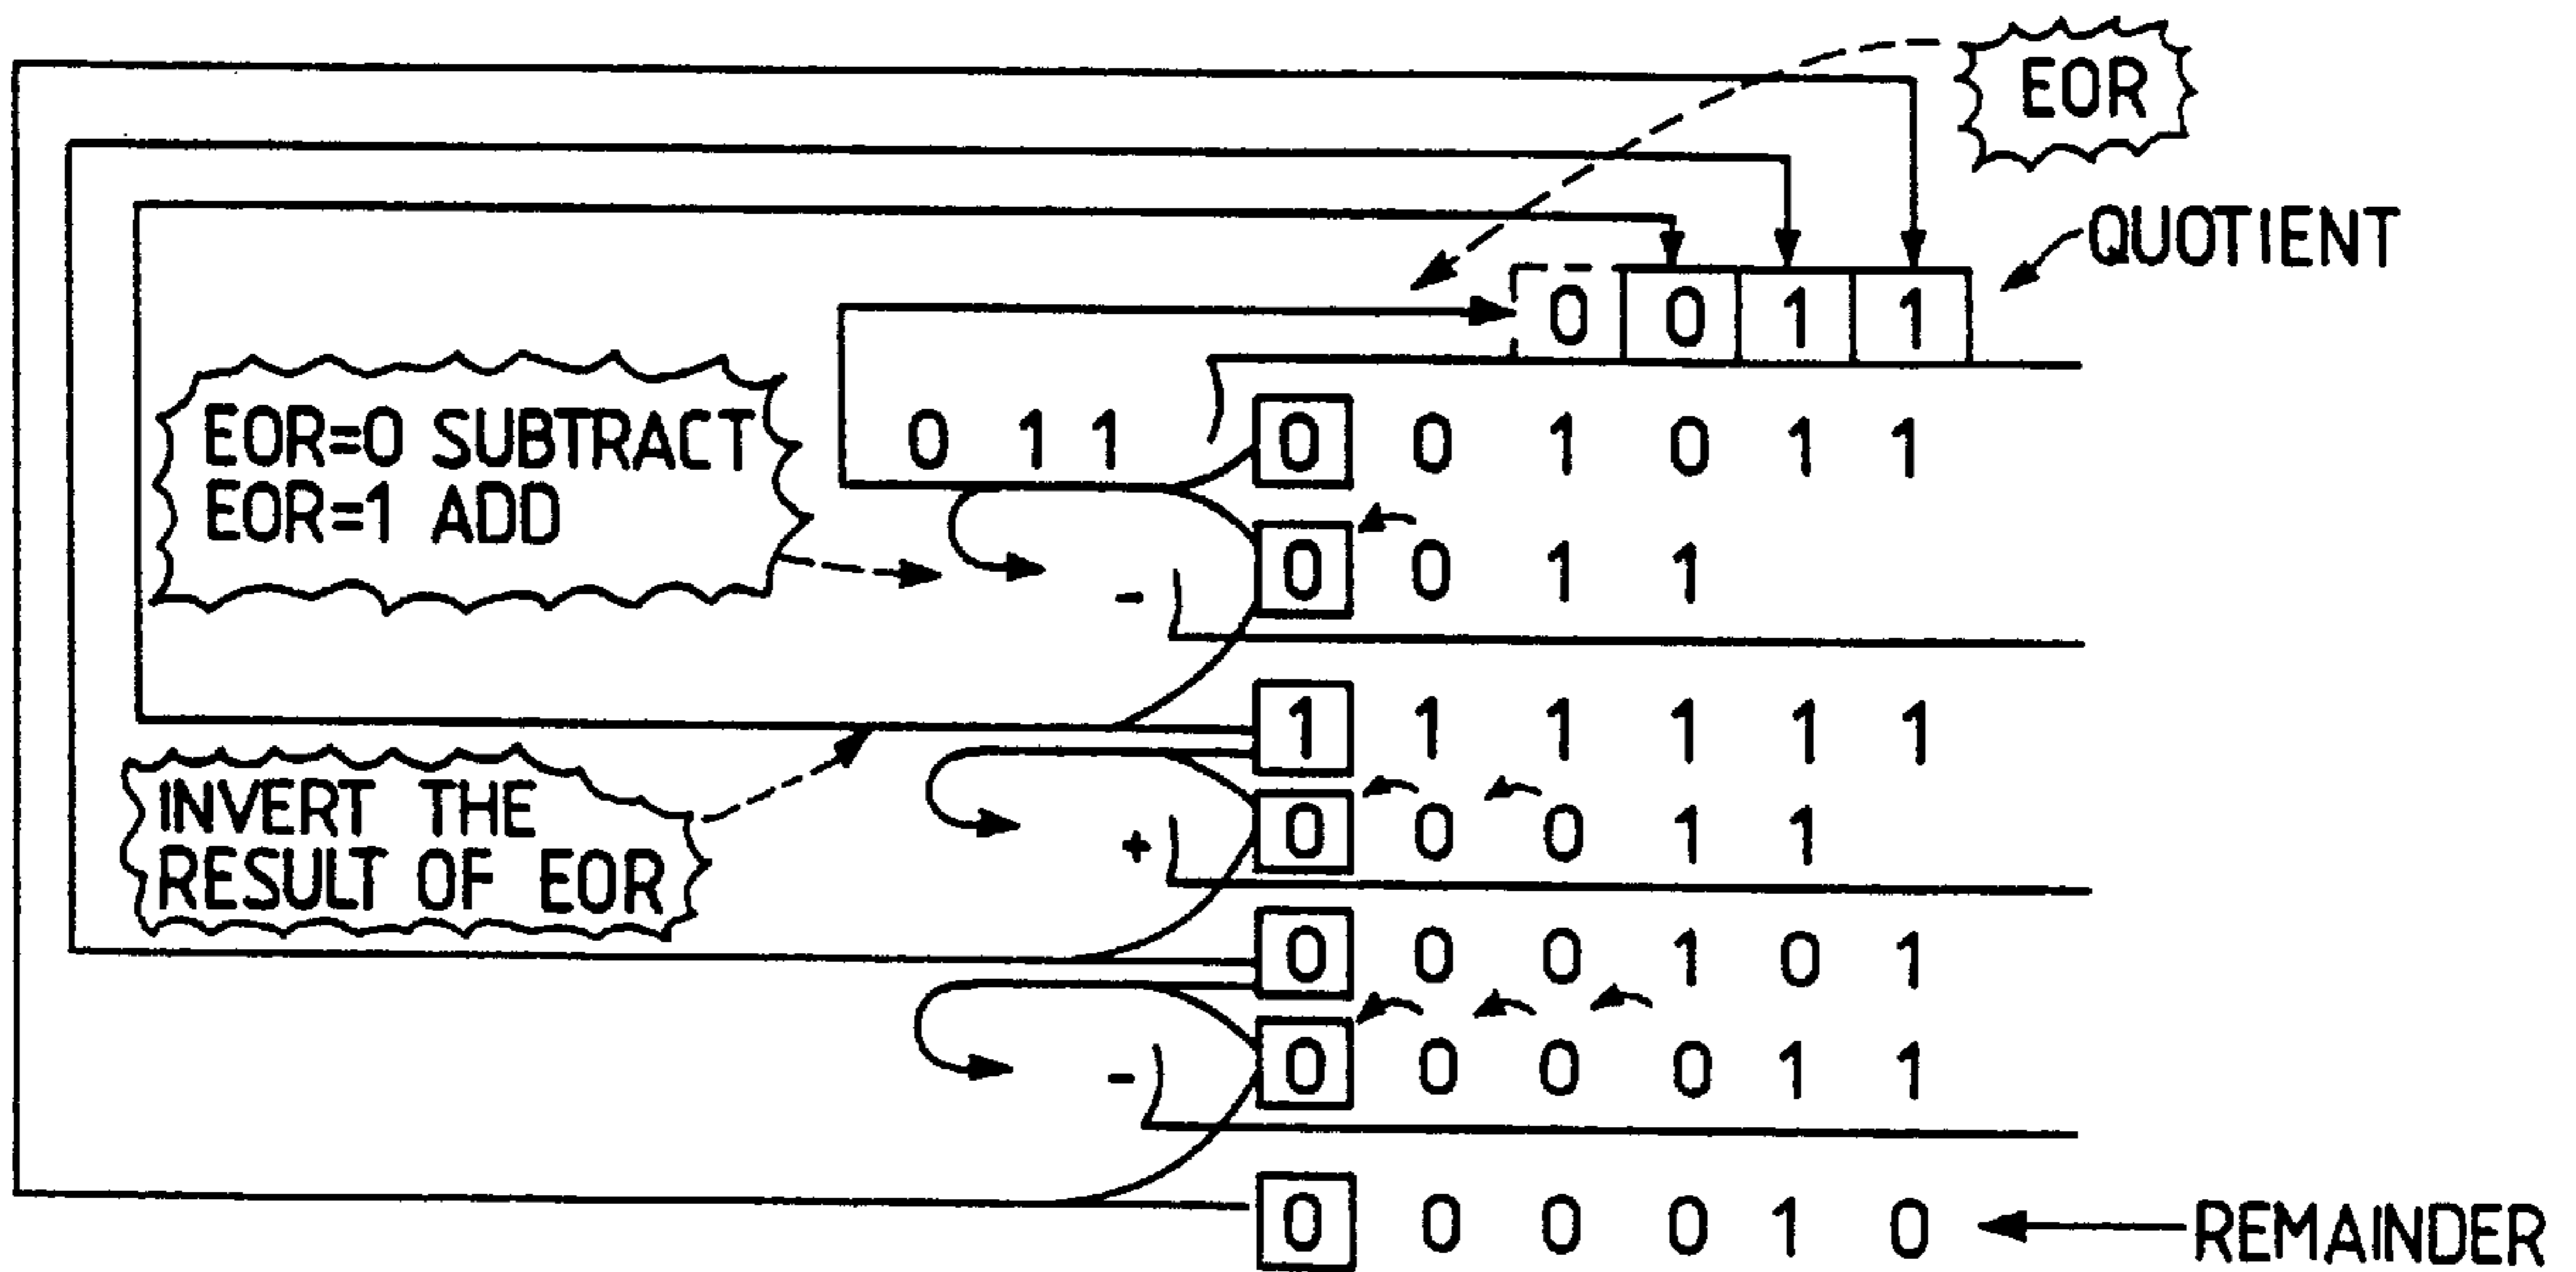 EOR
QUOTIENT
0 0 1 1
EOR=0 SUBTRACT
EOR=1 ADD
0 1 1 0 0 1 0 1 1
- 0 0 1 1
1 1 1 1 1 1
INVERT THE
RESULT OF EOR
+ 0 0 0 1 1
0 0 0 1 0 1
- 0 0 0 0 1 1
0 0 0 0 1 0
REMAINDER